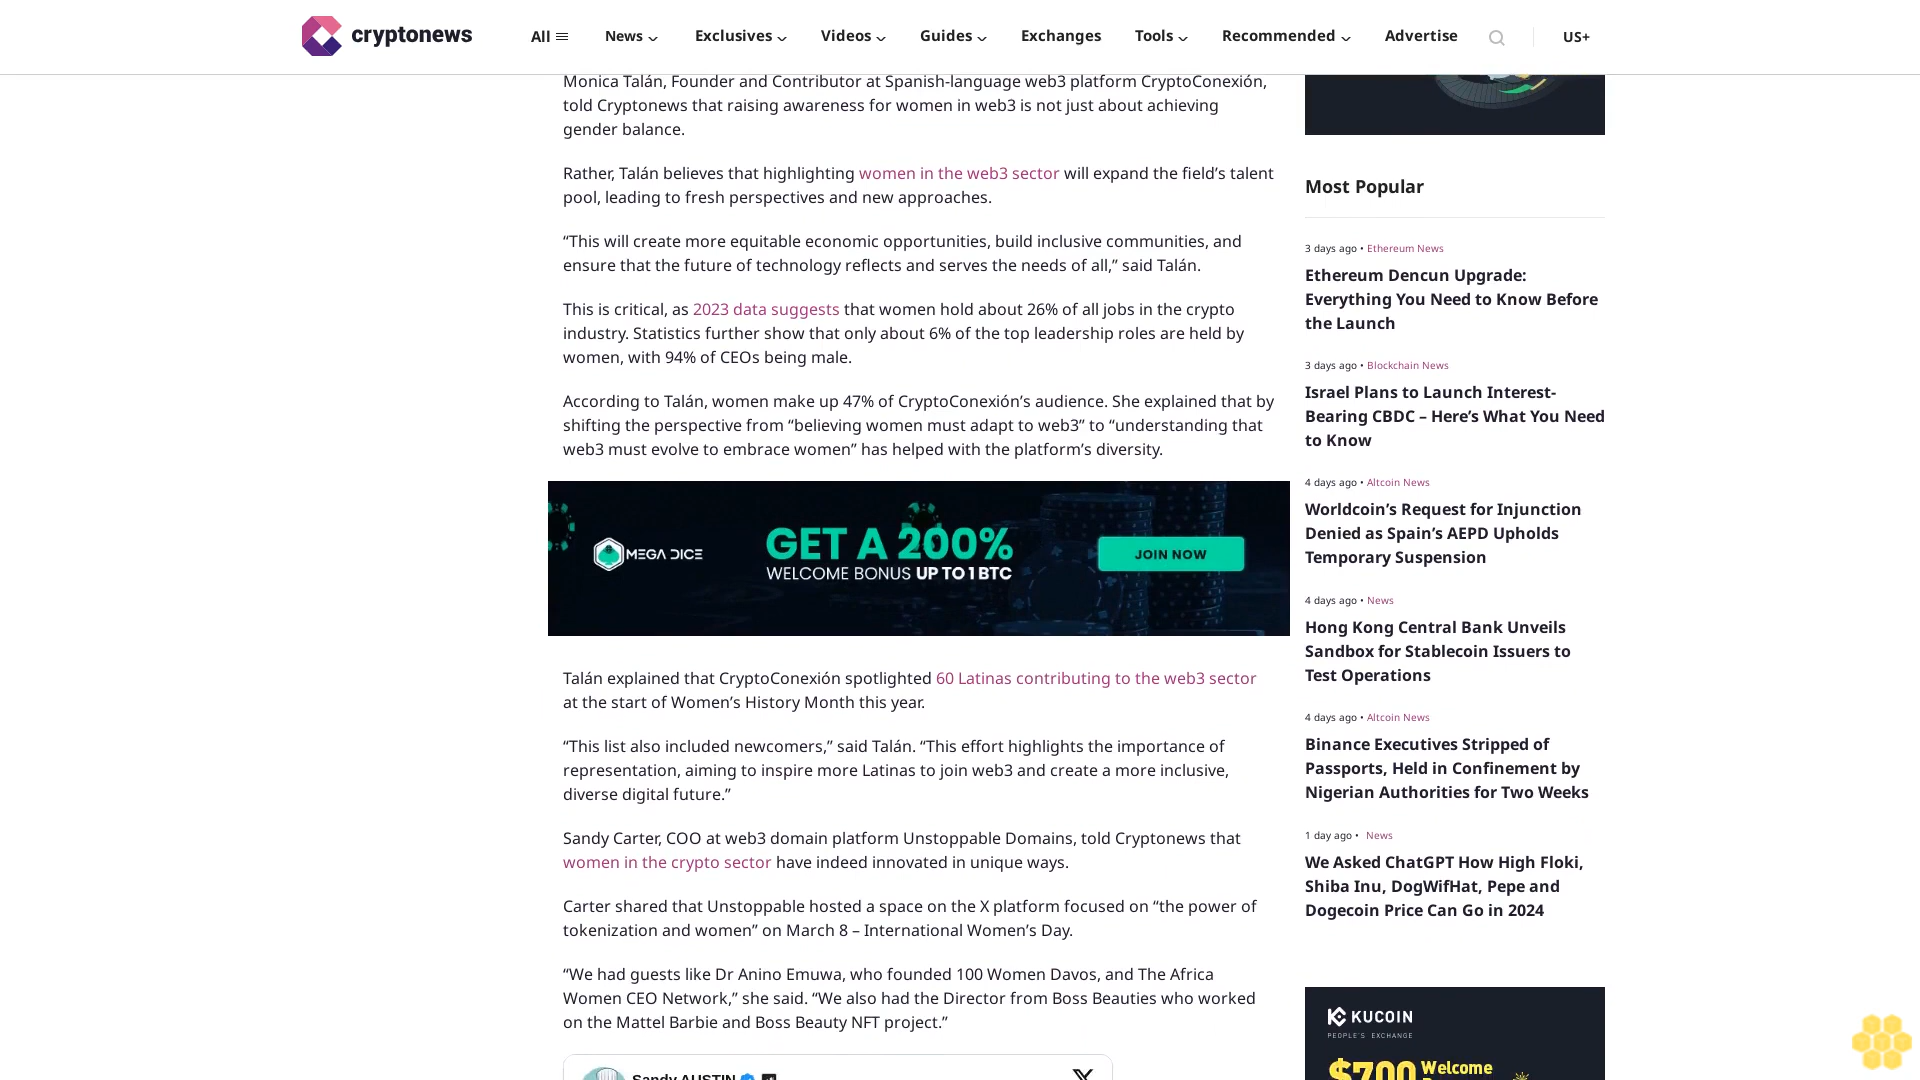 cryptonews
All
News
Exclusives
Videos
Guides
Exchanges
Tools
Recommended
Advertise
US+
Monica Talán, Founder and Contributor at Spanish-language web3 platform CryptoConexión,
told Cryptonews that raising awareness for women in web3 is not just about achieving
gender balance.
Rather, Talán believes that highlighting women in the web3 sector will expand the field’s talent
pool, leading to fresh perspectives and new approaches.
“This will create more equitable economic opportunities, build inclusive communities, and
ensure that the future of technology reflects and serves the needs of all,” said Talán.
This is critical, as 2023 data suggests that women hold about 26% of all jobs in the crypto
industry. Statistics further show that only about 6% of the top leadership roles are held by
women, with 94% of CEOs being male.
According to Talán, women make up 47% of CryptoConexión’s audience. She explained that by
shifting the perspective from “believing women must adapt to web3” to “understanding that
web3 must evolve to embrace women” has helped with the platform’s diversity.
MEGA DICE
GET A 200%
WELCOME BONUS UP TO 1 BTC
JOIN NOW
Talán explained that CryptoConexión spotlighted 60 Latinas contributing to the web3 sector
at the start of Women’s History Month this year.
“This list also included newcomers,” said Talán. “This effort highlights the importance of
representation, aiming to inspire more Latinas to join web3 and create a more inclusive,
diverse digital future.”
Sandy Carter, COO at web3 domain platform Unstoppable Domains, told Cryptonews that
women in the crypto sector have indeed innovated in unique ways.
Carter shared that Unstoppable hosted a space on the X platform focused on “the power of
tokenization and women” on March 8 – International Women’s Day.
“We had guests like Dr Anino Emuwa, who founded 100 Women Davos, and The Africa
Women CEO Network,” she said. “We also had the Director from Boss Beauties who worked
on the Mattel Barbie and Boss Beauty NFT project.”
Sandy AUSTIN
Most Popular
3 days ago • Ethereum News
Ethereum Dencun Upgrade:
Everything You Need to Know Before
the Launch
3 days ago • Blockchain News
Israel Plans to Launch Interest-
Bearing CBDC – Here’s What You Need
to Know
4 days ago • Altcoin News
Worldcoin’s Request for Injunction
Denied as Spain’s AEPD Upholds
Temporary Suspension
4 days ago • News
Hong Kong Central Bank Unveils
Sandbox for Stablecoin Issuers to
Test Operations
4 days ago • Altcoin News
Binance Executives Stripped of
Passports, Held in Confinement by
Nigerian Authorities for Two Weeks
1 day ago • News
We Asked ChatGPT How High Floki,
Shiba Inu, DogWifHat, Pepe and
Dogecoin Price Can Go in 2024
KUCOIN
PEOPLE'S EXCHANGE
$700 Welcome